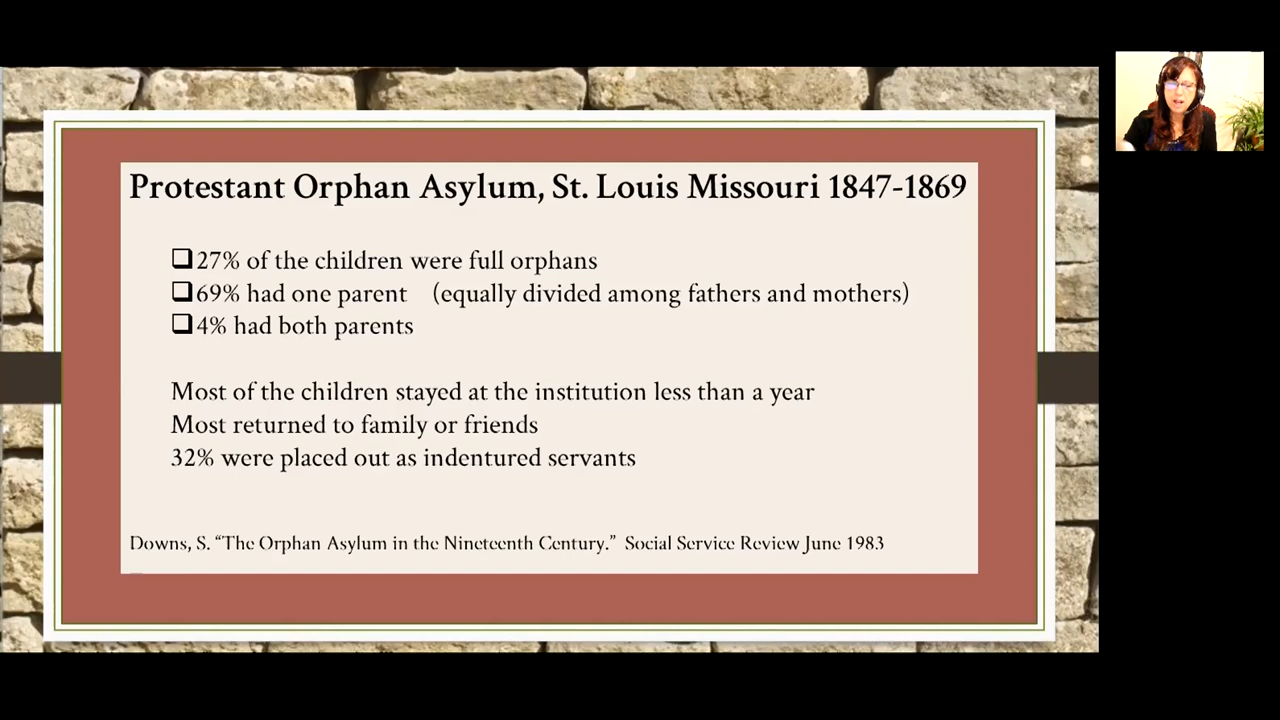 Protestant Orphan Asylum, St. Louis Missouri 1847-1869
❑27% of the children were full orphans
❑69% had one parent (equally divided among fathers and mothers)
❑4% had both parents
Most of the children stayed at the institution less than a year
Most returned to family or friends
32% were placed out as indentured servants
Downs, S. “The Orphan Asylum in the Nineteenth Century.” Social Service Review June 1983